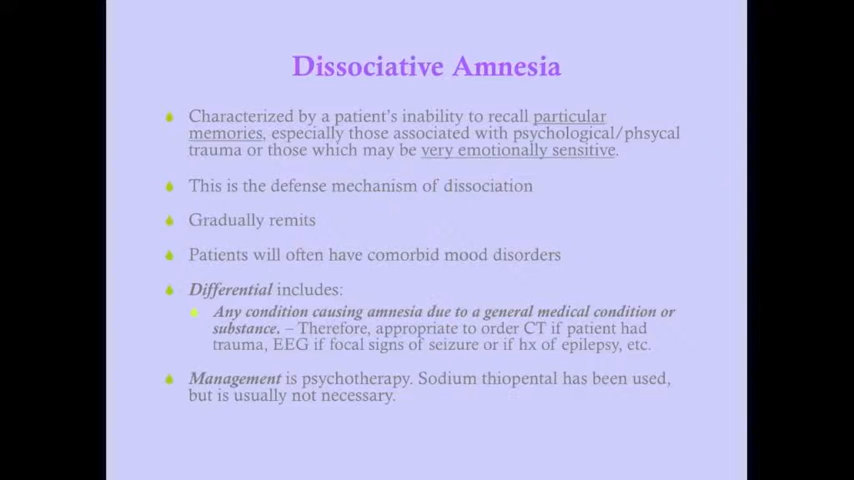 Dissociative Amnesia
Characterized by a patient's inability to recall particular
memories, especially those associated with psychological/phsycal
trauma or those which may be very emotionally sensitive.
This is the defense mechanism of dissociation
Gradually remits
Patients will often have comorbid mood disorders
Differential includes:
Any condition causing amnesia due to a general medical condition or
substance. – Therefore, appropriate to order CT if patient had
trauma, EEG if focal signs of seizure or if hx of epilepsy, etc.
Management is psychotherapy. Sodium thiopental has been used,
but is usually not necessary.